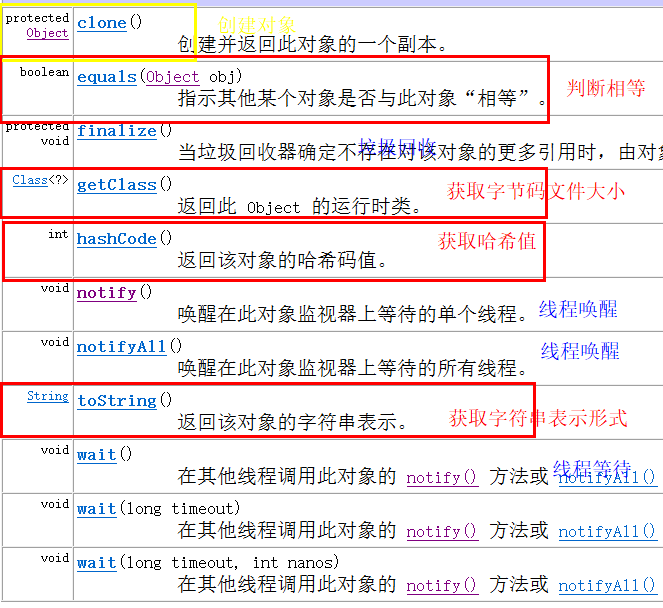 protected Object clone() 创建对象
创建并返回此对象的一个副本。
boolean equals(Object obj) 判断相等
指示其他某个对象是否与此对象“相等”。
protected void finalize() 垃圾回收
当垃圾回收器确定不存在对该对象的更多引用时，由对象
Class<?> getClass() 获取字节码文件大小
返回此 Object 的运行时类。
int hashCode() 获取哈希值
返回该对象的哈希码值。
void notify()
唤醒在此对象监视器上等待的单个线程。 线程唤醒
void notifyAll() 线程唤醒
唤醒在此对象监视器上等待的所有线程。
String toString()
返回该对象的字符串表示。 获取字符串表示形式
void wait() 线程等待
在其他线程调用此对象的 notify() 方法或 notifyAll()
void wait(long timeout)
在其他线程调用此对象的 notify() 方法或 notifyAll()
void wait(long timeout, int nanos)
在其他线程调用此对象的 notify() 方法或 notifyAll()